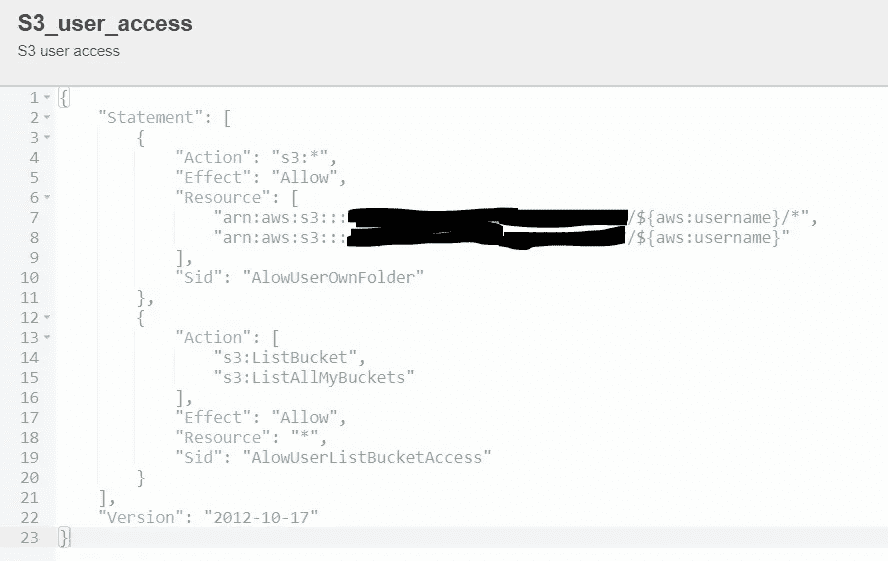 S3_user_access
S3 user access
1 {
2 "Statement": [
3 {
4 "Action": "s3:*",
5 "Effect": "Allow",
6 "Resource": [
7 "arn:aws:s3::: /${aws:username}/*",
8 "arn:aws:s3::: /${aws:username}"
9 ],
10 "Sid": "AlowUserOwnFolder"
11 },
12 {
13 "Action": [
14 "s3:ListBucket",
15 "s3:ListAllMyBuckets"
16 ],
17 "Effect": "Allow",
18 "Resource": "*",
19 "Sid": "AlowUserListBucketAccess"
20 }
21 ],
22 "Version": "2012-10-17"
23 }